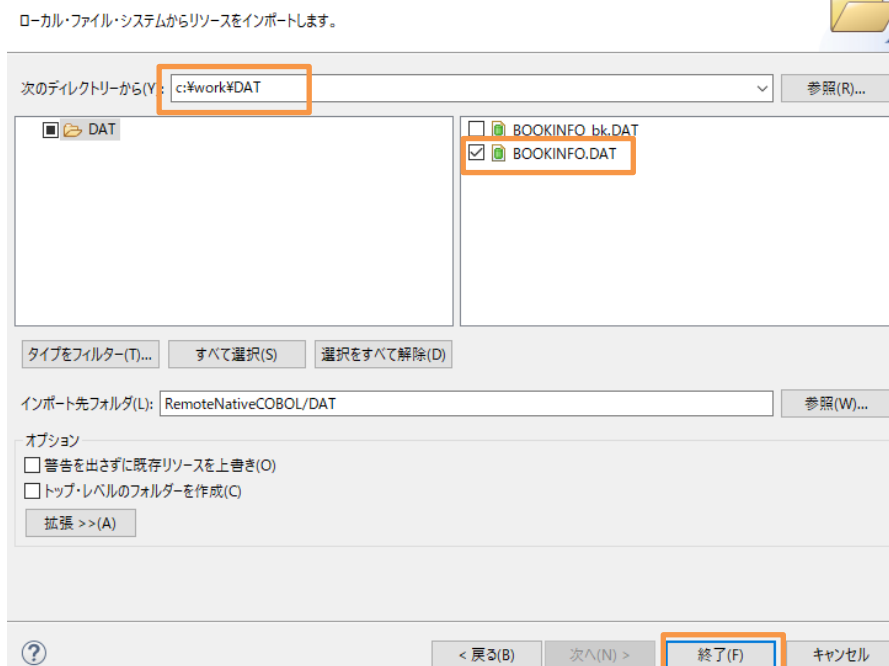 ローカル・ファイル・システムからリソースをインポートします。
次のディレクトリーから(Y): c:¥work¥DAT 参照(R)...
DAT
BOOKINFO_bk.DAT
BOOKINFO.DAT
タイプをフィルター(T)... すべて選択(S) 選択をすべて解除(D)
インポート先フォルダ(L): RemoteNativeCOBOL/DAT 参照(W)...
オプション
警告を出さずに既存リソースを上書き(O)
トップ・レベルのフォルダーを作成(C)
拡張 >>(A)
? < 戻る(B) 次へ(N) > 終了(F) キャンセル